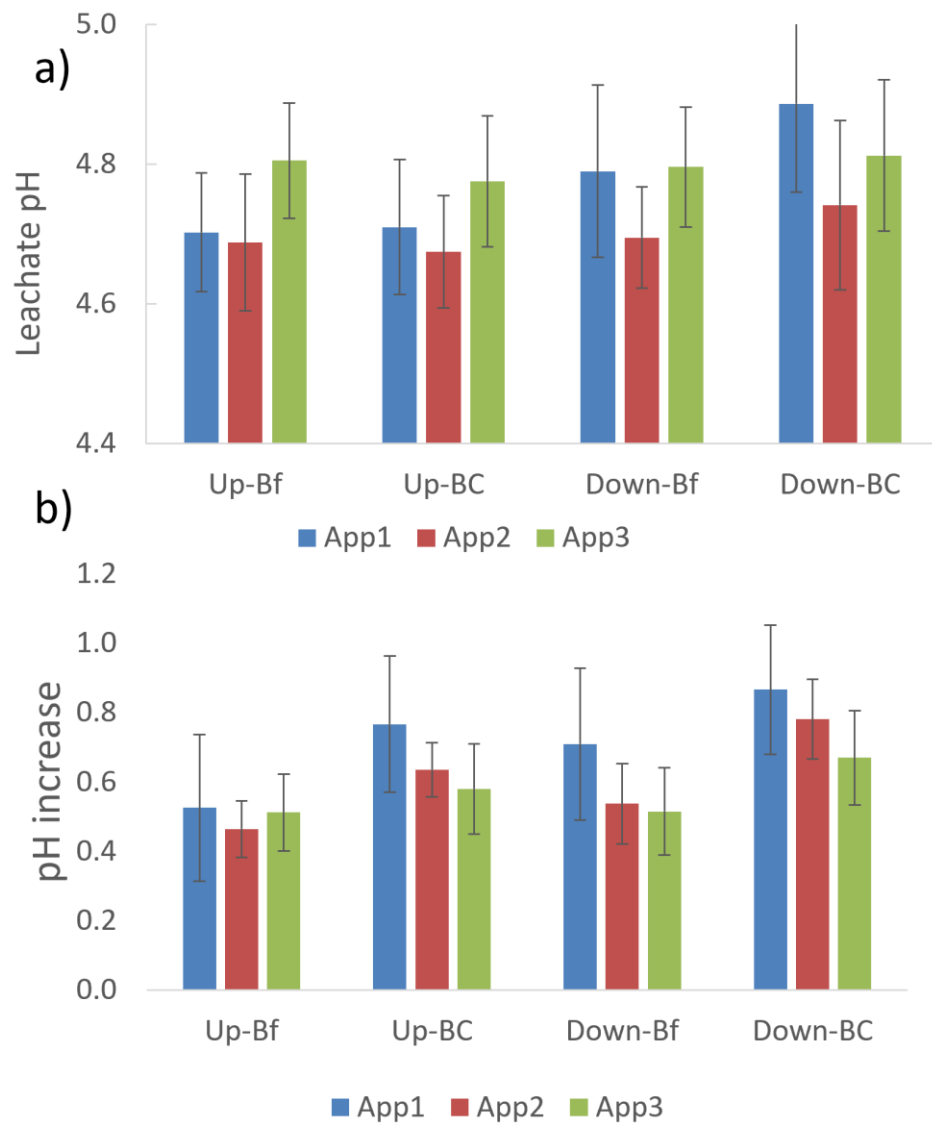 a)
Leachate pH
5.0
4.8
4.6
4.4
Up-Bf Up-BC Down-Bf Down-BC
App1 App2 App3
b)
pH increase
1.2
1.0
0.8
0.6
0.4
0.2
0.0
Up-Bf Up-BC Down-Bf Down-BC
App1 App2 App3